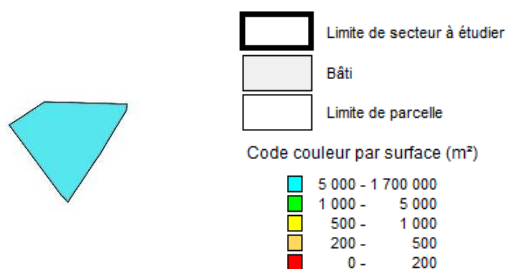 Limite de secteur à étudier
Bâti
Limite de parcelle
Code couleur par surface (m²)
5 000 - 1 700 000
1 000 - 5 000
500 - 1 000
200 - 500
0 - 200